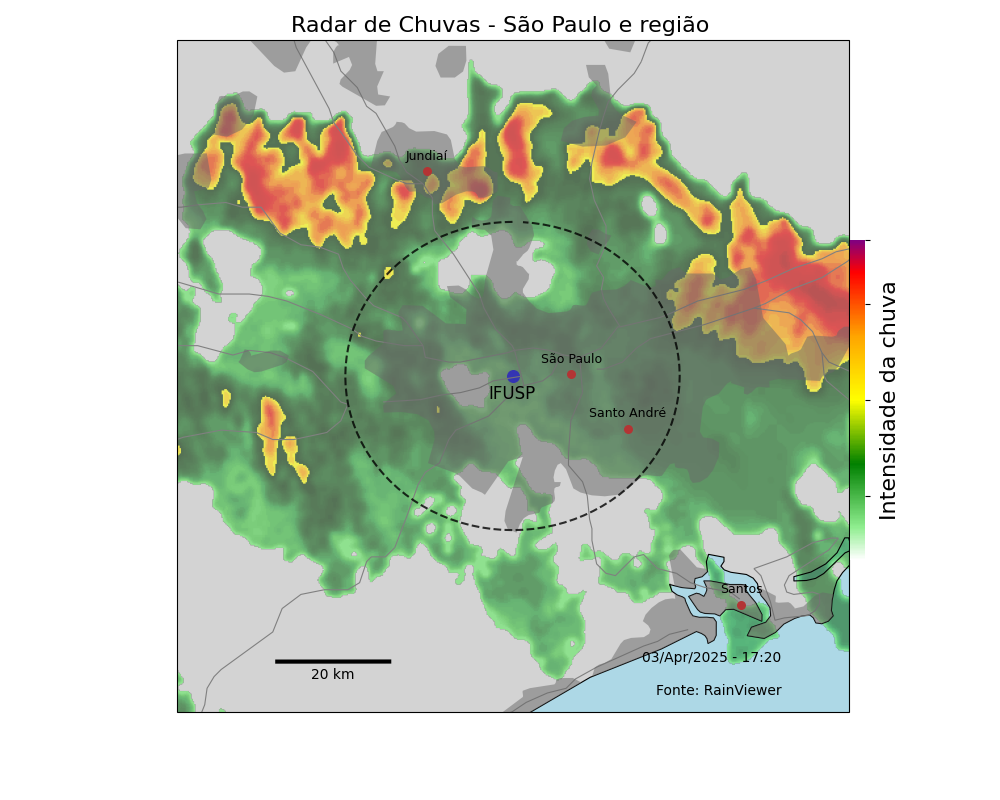 Radar de Chuvas - São Paulo e região
Jundiaí
São Paulo
IFUSP
Santo André
Santos
03/Apr/2025 - 17:20
20 km
Fonte: RainViewer
Intensidade da chuva